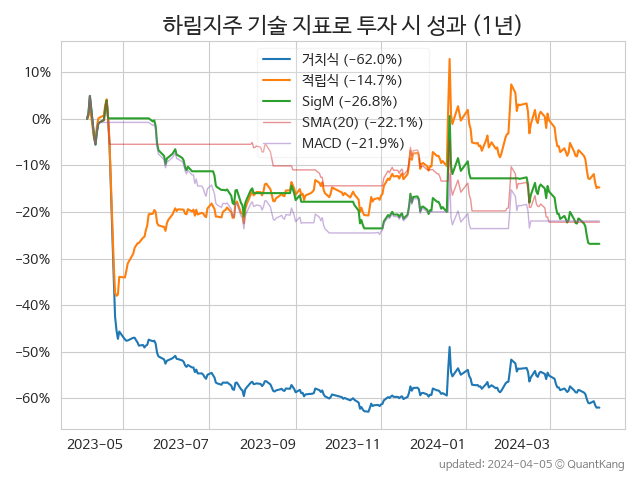 하림지주 기술 지표로 투자 시 성과 (1년)
거치식 (−62.0%)
적립식 (−14.7%)
SigM (−26.8%)
SMA(20) (−22.1%)
MACD (−21.9%)
10%
0%
−10%
−20%
−30%
−40%
−50%
−60%
2023-05 2023-07 2023-09 2023-11 2024-01 2024-03
updated: 2024-04-05 © QuantKang